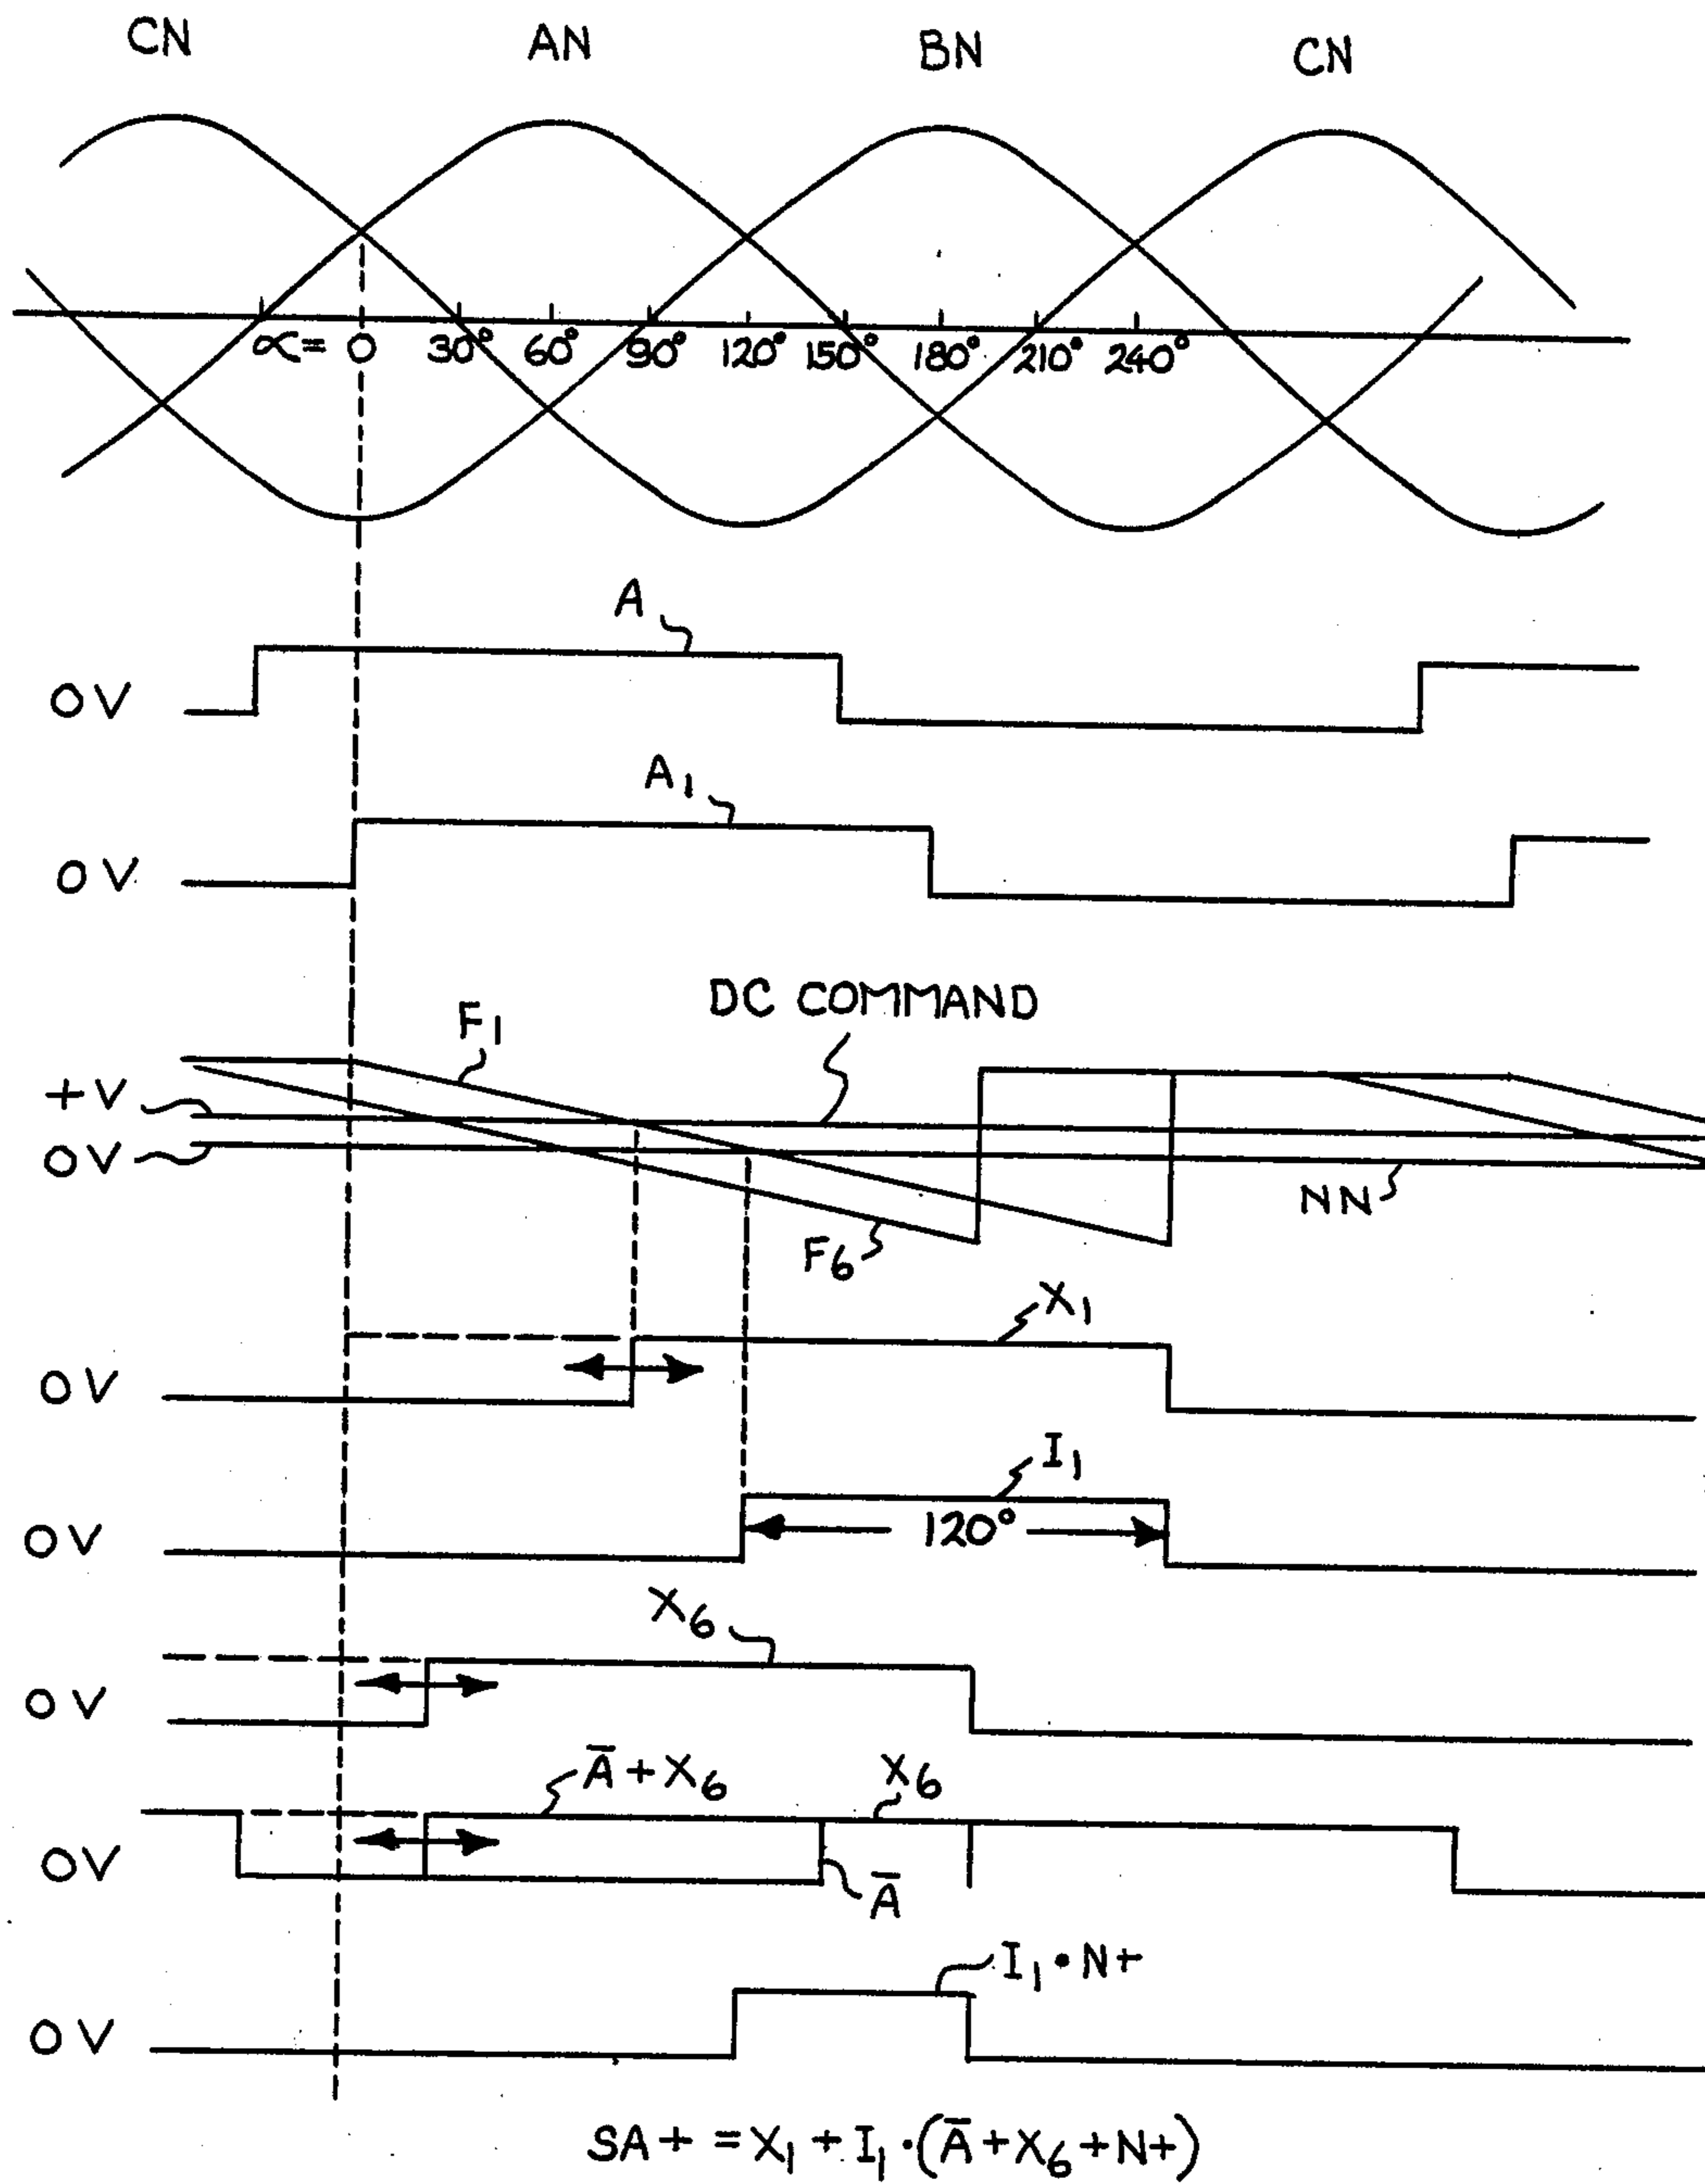 CN AN BN CN
∝= 0 30° 60° 90° 120° 150° 180° 210° 240°
A
0V
A₁
0V
DC COMMAND
F₁
+V
0V
NN
F₆
X₁
0V
I₁
120°
0V
X₆
0V
Ā + X₆ X₆
0V
Ā
I₁ • N+
0V
SA+ = X₁ + I₁ • (Ā + X₆ + N+)